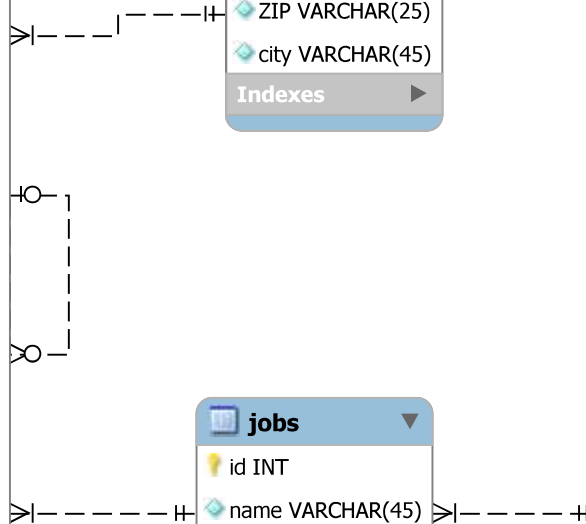 ZIP VARCHAR(25)
city VARCHAR(45)
Indexes
jobs
id INT
name VARCHAR(45)